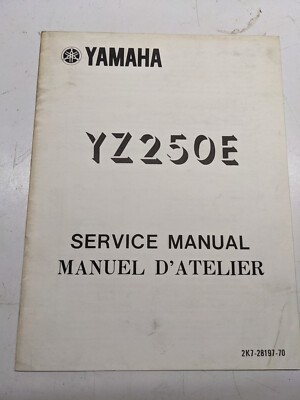 YAMAHA
YZ250E
SERVICE MANUAL
MANUEL D'ATELIER
2K7-28197-70